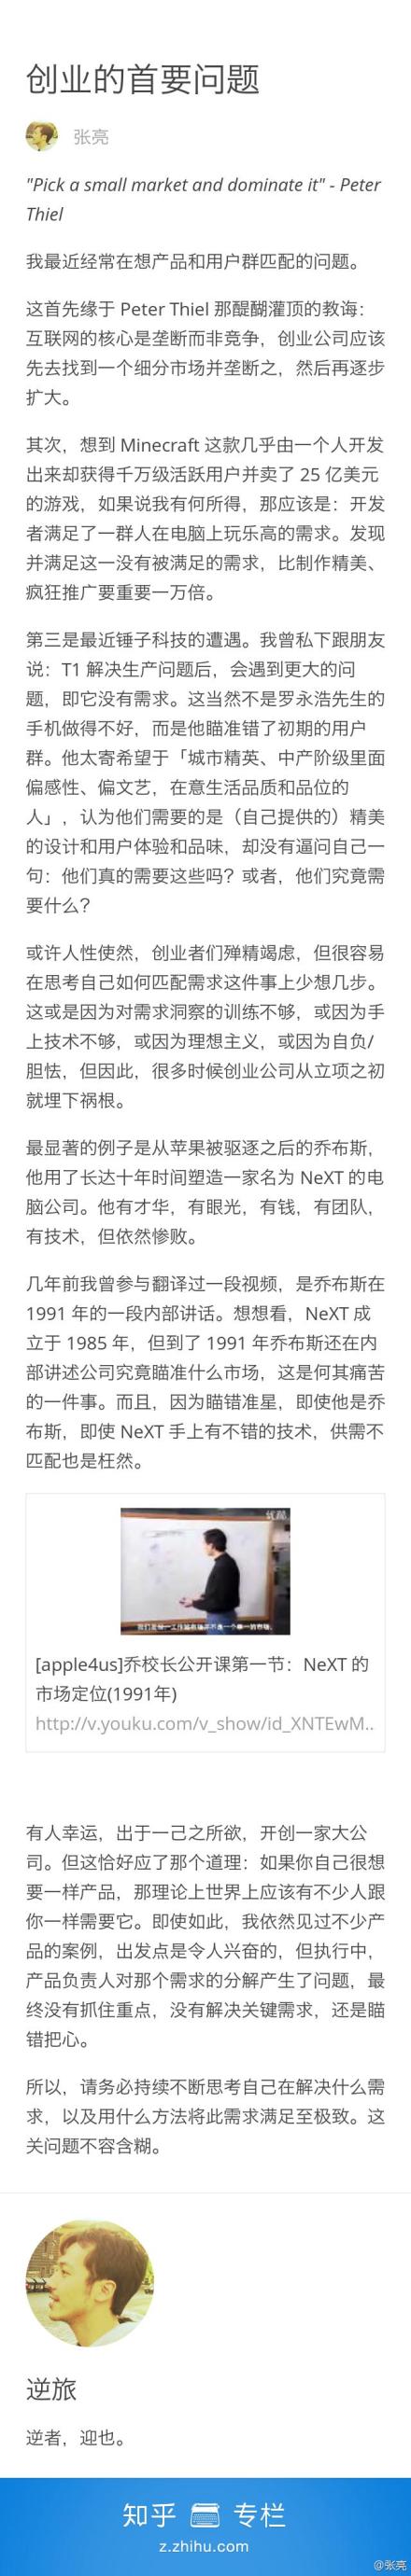 创业的首要问题
张亮
"Pick a small market and dominate it" - Peter
Thiel
我最近经常在想产品和用户群匹配的问题。
这首先缘于 Peter Thiel 那醍醐灌顶的教诲：
互联网的核心是垄断而非竞争，创业公司应该
先去找到一个细分市场并垄断之，然后再逐步
扩大。
其次，想到 Minecraft 这款几乎由一个人开发
出来却获得千万级活跃用户并卖了 25 亿美元
的游戏，如果说我有何所得，那应该是：开发
者满足了一群人在电脑上玩乐高的需求。发现
并满足这一没有被满足的需求，比制作精美、
疯狂推广要重要一万倍。
第三是最近锤子科技的遭遇。我曾私下跟朋友
说：T1 解决生产问题后，会遇到更大的问
题，即它没有需求。这当然不是罗永浩先生的
手机做得不好，而是他瞄准错了初期的用户
群。他太寄希望于「城市精英、中产阶级里面
偏感性、偏文艺，在意生活品质和品位的
人」，认为他们需要的是（自己提供的）精美
的设计和用户体验和品味，却没有逼问自己一
句：他们真的需要这些吗？或者，他们究竟需
要什么？
或许人性使然，创业者们殚精竭虑，但很容易
在思考自己如何匹配需求这件事上少想几步。
这或是因为对需求洞察的训练不够，或因为手
上技术不够，或因为理想主义，或因为自负/
胆怯，但因此，很多时候创业公司从立项之初
就埋下祸根。
最显著的例子是从苹果被驱逐之后的乔布斯，
他用了长达十年时间塑造一家名为 NeXT 的电
脑公司。他有才华，有眼光，有钱，有团队，
有技术，但依然惨败。
几年前我曾参与翻译过一段视频，是乔布斯在
1991 年的一段内部讲话。想想看，NeXT 成
立于 1985 年，但到了 1991 年乔布斯还在内
部讲述公司究竟瞄准什么市场，这是何其痛苦
的一件事。而且，因为瞄错准星，即使他是乔
布斯，即使 NeXT 手上有不错的技术，供需不
匹配也是枉然。
优酷
[apple4us]乔校长公开课第一节：NeXT 的
市场定位(1991年)
http://v.youku.com/v_show/id_XNTEwM..
有人幸运，出于一己之所欲，开创一家大公
司。但这恰好应了那个道理：如果你自己很想
要一样产品，那理论上世界上应该有不少人跟
你一样需要它。即使如此，我依然见过不少产
品的案例，出发点是令人兴奋的，但执行中，
产品负责人对那个需求的分解产生了问题，最
终没有抓住重点，没有解决关键需求，还是瞄
错把心。
所以，请务必持续不断思考自己在解决什么需
求，以及用什么方法将此需求满足至极致。这
关问题不容含糊。
逆旅
逆者，迎也。
知乎 专栏
z.zhihu.com
@张亮